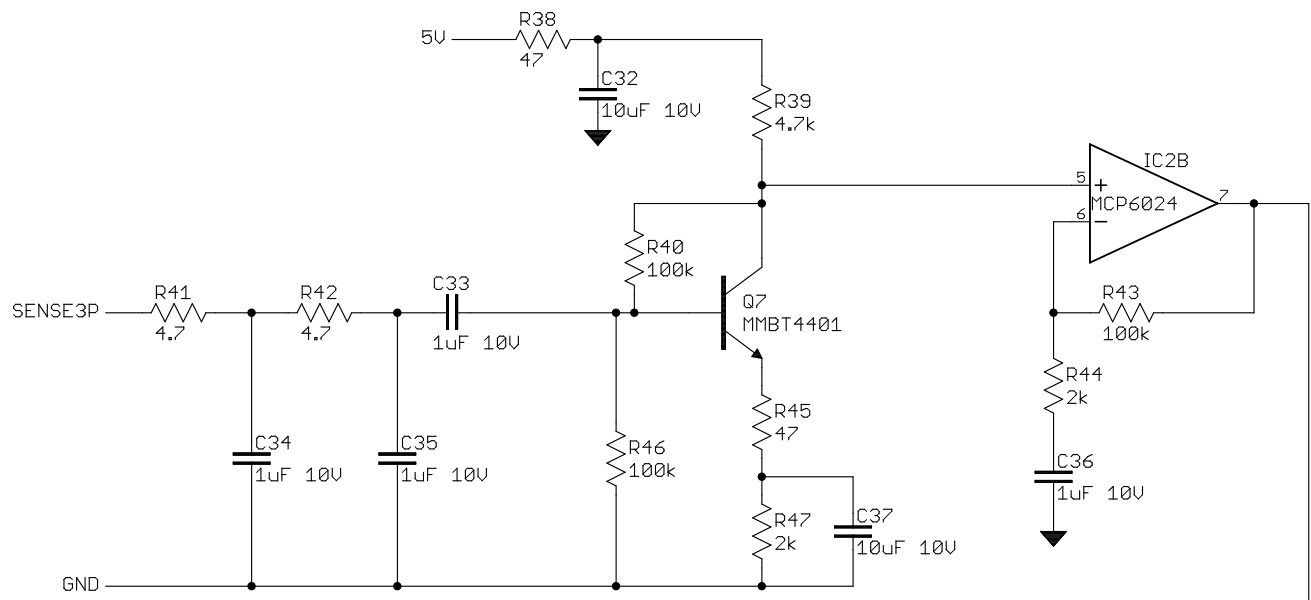 R38
5V
47
C32
10uF 10V
R39
4.7k
IC2B
5
+
MCP6024
7
6
−
R40
100k
R41
R42
C33
R43
SENSE3P
Q7
MMBT4401
4.7
4.7
1uF 10V
100k
R44
2k
R45
47
C34
1uF 10V
C35
1uF 10V
R46
100k
C36
1uF 10V
R47
2k
C37
10uF 10V
GND